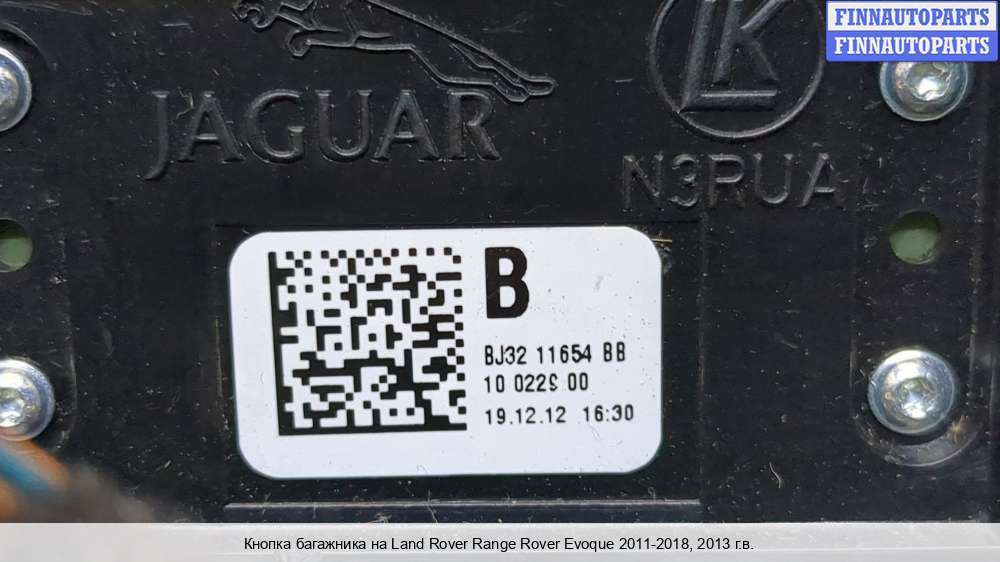 FINNAUTOPARTS
FINNAUTOPARTS
JAGUAR
LK
N3RUA
B
BJ32 11654 BB
10 0229 00
19.12.12 16:30
Кнопка багажника на Land Rover Range Rover Evoque 2011-2018, 2013 г.в.